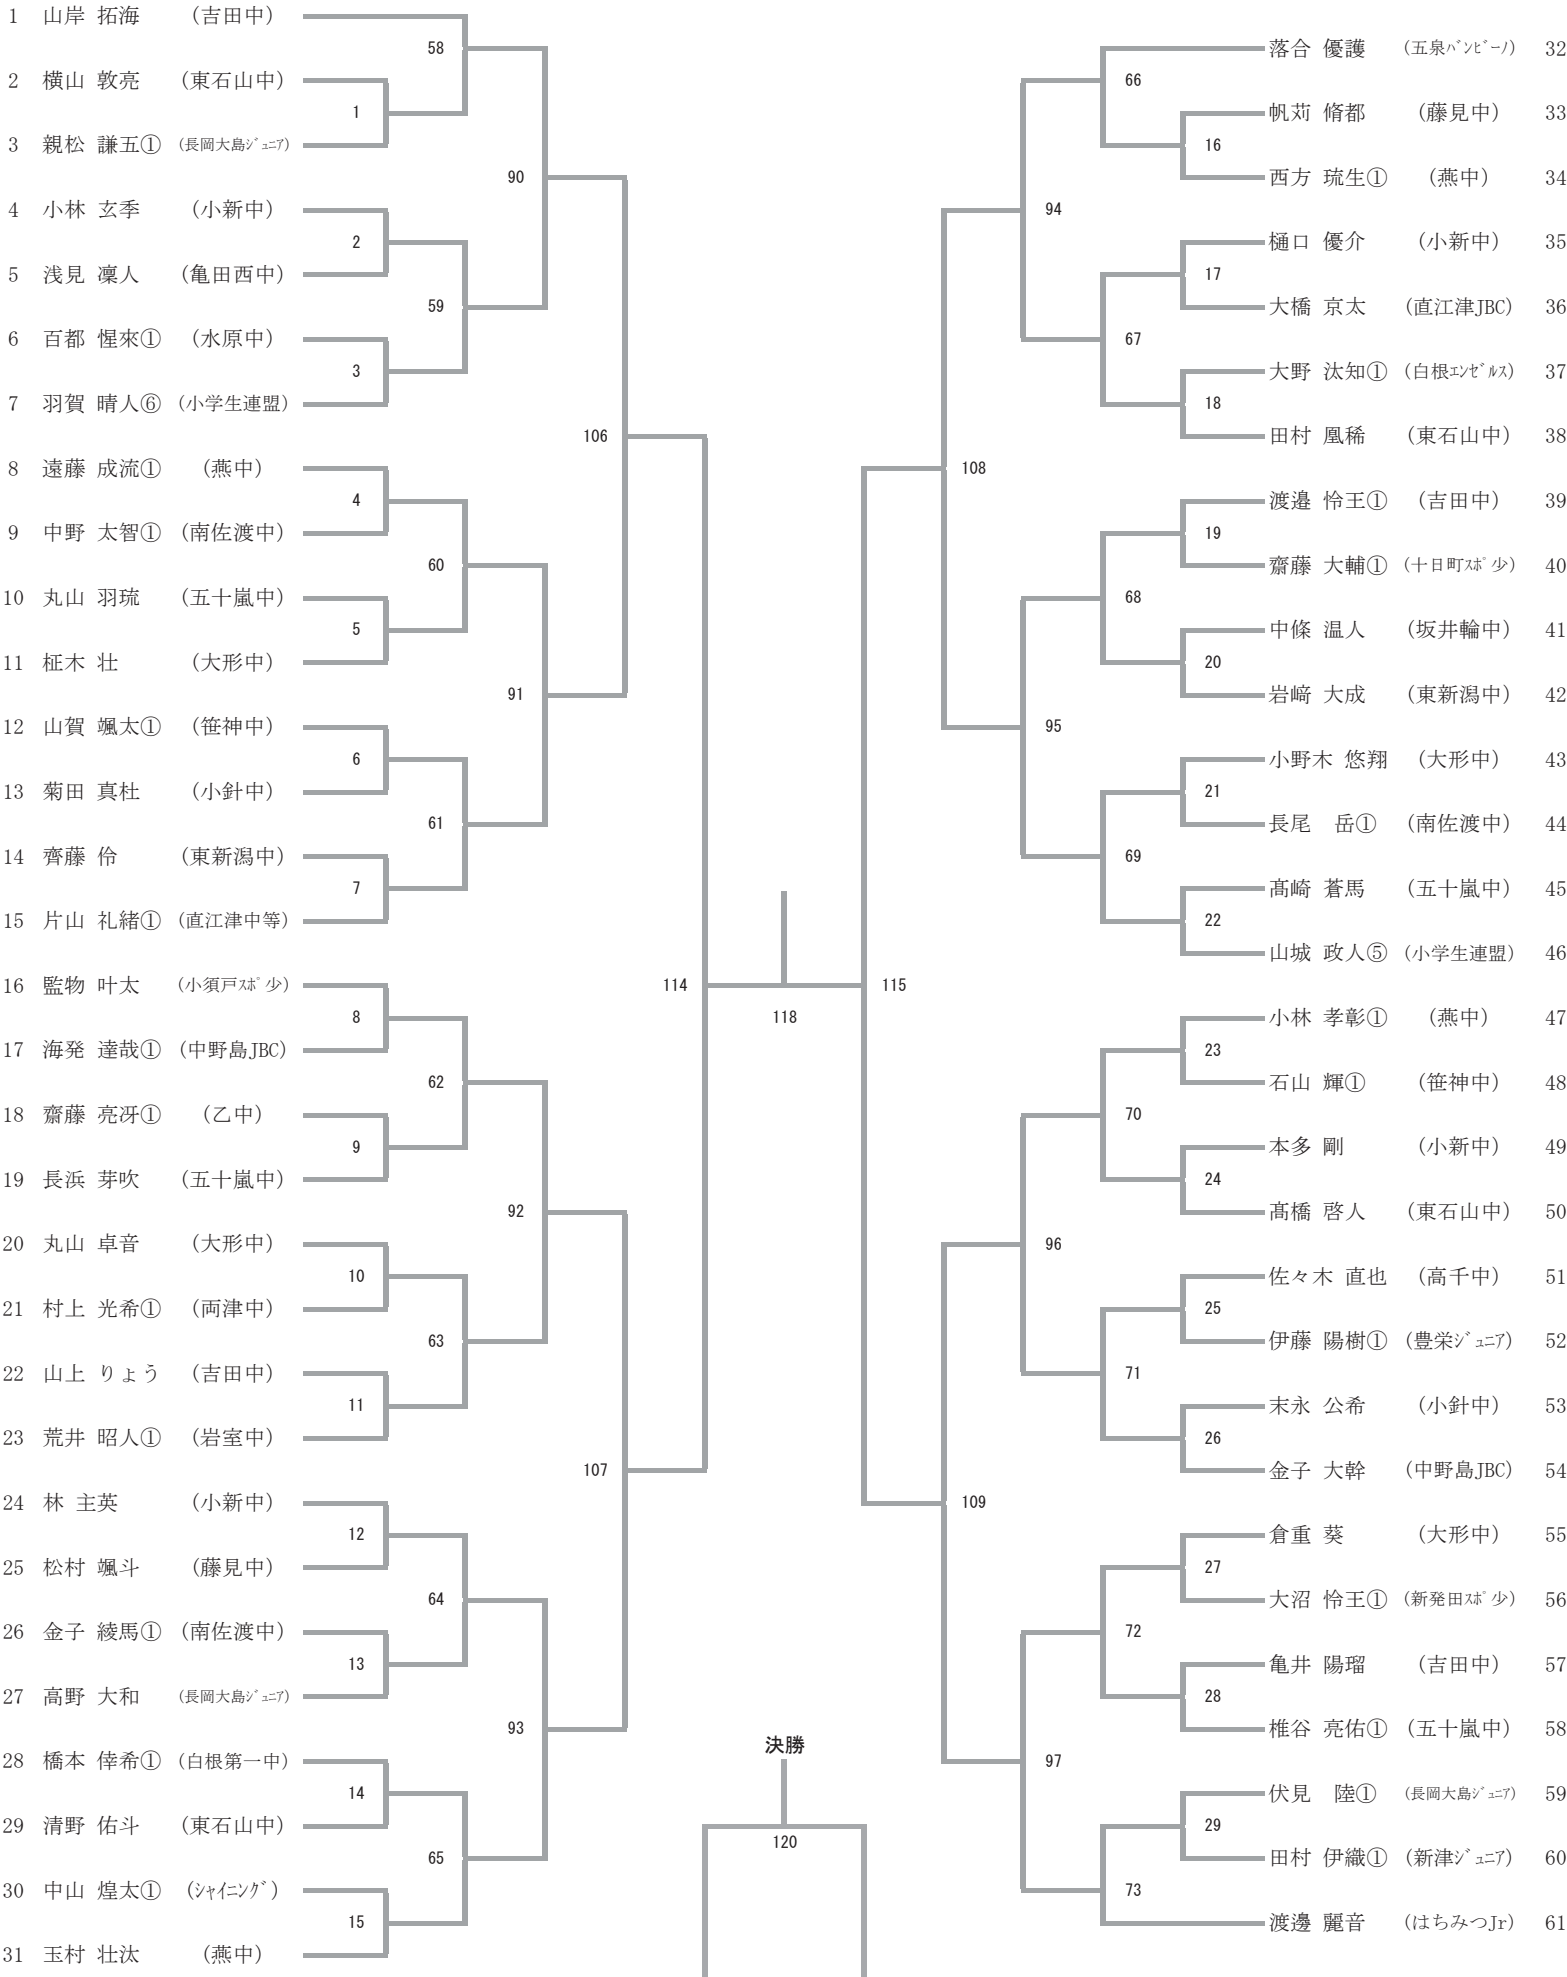 1 山岸 拓海 (吉田中)
2 横山 敦亮 (東石山中)
3 親松 謙五① (長岡大島ｼﾞｭﾆｱ)
4 小林 玄季 (小新中)
5 浅見 凜人 (亀田西中)
6 百都 惺來① (水原中)
7 羽賀 晴人⑥ (小学生連盟)
8 遠藤 成流① (燕中)
9 中野 太智① (南佐渡中)
10 丸山 羽琉 (五十嵐中)
11 柾木 壮 (大形中)
12 山賀 颯太① (笹神中)
13 菊田 真杜 (小針中)
14 齊藤 伶 (東新潟中)
15 片山 礼緒① (直江津中等)
16 監物 叶太 (小須戸ｽﾎﾟ少)
17 海発 達哉① (中野島JBC)
18 齋藤 亮冴① (乙中)
19 長浜 芽吹 (五十嵐中)
20 丸山 卓音 (大形中)
21 村上 光希① (両津中)
22 山上 りょう (吉田中)
23 荒井 昭人① (岩室中)
24 林 主英 (小新中)
25 松村 颯斗 (藤見中)
26 金子 綾馬① (南佐渡中)
27 高野 大和 (長岡大島ｼﾞｭﾆｱ)
28 橋本 倖希① (白根第一中)
29 清野 佑斗 (東石山中)
30 中山 煌太① (ｼｬｲﾆﾝｸﾞ)
31 玉村 壮汰 (燕中)
1
2
3
4
5
6
7
8
9
10
11
12
13
14
15
58
59
60
61
62
63
64
65
90
91
92
93
106
107
114
118
115
決勝
120
108
109
94
95
96
97
66
67
68
69
70
71
72
73
16
17
18
19
20
21
22
23
24
25
26
27
28
29
落合 優護 (五泉ﾊﾞﾝﾋﾞｰﾉ) 32
帆苅 脩都 (藤見中) 33
西方 琉生① (燕中) 34
樋口 優介 (小新中) 35
大橋 京太 (直江津JBC) 36
大野 汰知① (白根ｴﾝｾﾞﾙｽ) 37
田村 凰稀 (東石山中) 38
渡邉 怜王① (吉田中) 39
齋藤 大輔① (十日町ｽﾎﾟ少) 40
中條 温人 (坂井輪中) 41
岩﨑 大成 (東新潟中) 42
小野木 悠翔 (大形中) 43
長尾 岳① (南佐渡中) 44
髙崎 蒼馬 (五十嵐中) 45
山城 政人⑤ (小学生連盟) 46
小林 孝彰① (燕中) 47
石山 輝① (笹神中) 48
本多 剛 (小新中) 49
髙橋 啓人 (東石山中) 50
佐々木 直也 (高千中) 51
伊藤 陽樹① (豊栄ｼﾞｭﾆｱ) 52
末永 公希 (小針中) 53
金子 大幹 (中野島JBC) 54
倉重 葵 (大形中) 55
大沼 怜王① (新発田ｽﾎﾟ少) 56
亀井 陽瑠 (吉田中) 57
椎谷 亮佑① (五十嵐中) 58
伏見 陸① (長岡大島ｼﾞｭﾆｱ) 59
田村 伊織① (新津ｼﾞｭﾆｱ) 60
渡邊 麗音 (はちみつJr) 61